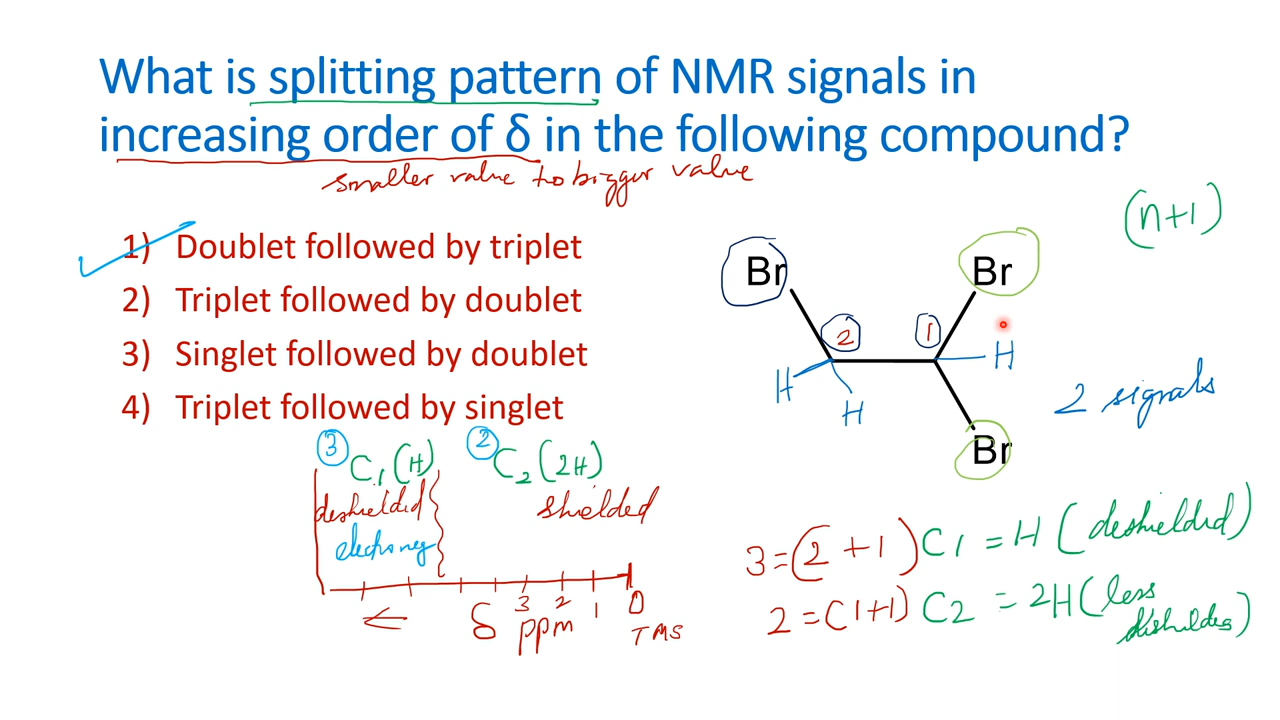 What is splitting pattern of NMR signals in
increasing order of δ in the following compound?
smaller value to bigger value
(n+1)
1) Doublet followed by triplet
2) Triplet followed by doublet
3) Singlet followed by doublet
4) Triplet followed by singlet
Br
Br
2
1
H
H
H
Br
2 signals
3
C1(H)
2
C2(2H)
deshielded
shielded
electroneg
3=(2+1) C1 = H (deshielded)
2=(1+1) C2 = 2H (less
deshielded)
δ
ppm
3
2
1
0
TMS